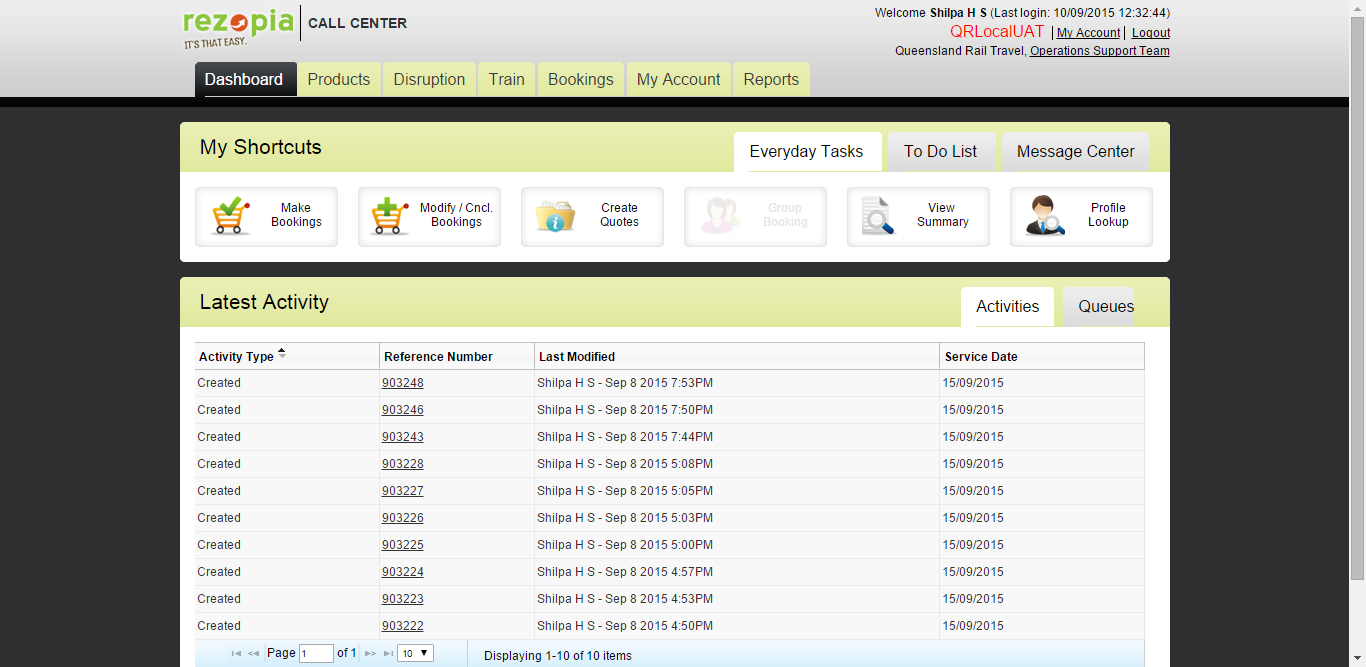 rezopia CALL CENTER
IT'S THAT EASY.
Welcome Shilpa H S (Last login: 10/09/2015 12:32:44)
QRLocalUAT | My Account | Logout
Queensland Rail Travel, Operations Support Team
Dashboard Products Disruption Train Bookings My Account Reports
My Shortcuts Everyday Tasks To Do List Message Center
Make Bookings
Modify / Cncl. Bookings
Create Quotes
Group Booking
View Summary
Profile Lookup
Latest Activity Activities Queues
Activity Type Reference Number Last Modified Service Date
Created 903248 Shilpa H S - Sep 8 2015 7:53PM 15/09/2015
Created 903246 Shilpa H S - Sep 8 2015 7:50PM 15/09/2015
Created 903243 Shilpa H S - Sep 8 2015 7:44PM 15/09/2015
Created 903228 Shilpa H S - Sep 8 2015 5:08PM 15/09/2015
Created 903227 Shilpa H S - Sep 8 2015 5:05PM 15/09/2015
Created 903226 Shilpa H S - Sep 8 2015 5:03PM 15/09/2015
Created 903225 Shilpa H S - Sep 8 2015 5:00PM 15/09/2015
Created 903224 Shilpa H S - Sep 8 2015 4:57PM 15/09/2015
Created 903223 Shilpa H S - Sep 8 2015 4:53PM 15/09/2015
Created 903222 Shilpa H S - Sep 8 2015 4:50PM 15/09/2015
Page 1 of 1 10 Displaying 1-10 of 10 items